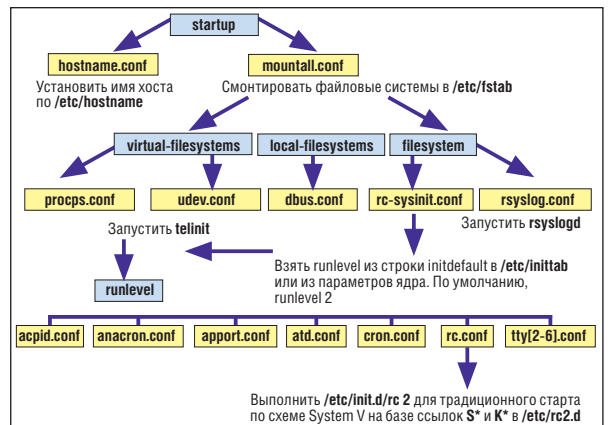 startup
hostname.conf
mountall.conf
Установить имя хоста
по /etc/hostname
Смонтировать файловые системы в /etc/fstab
virtual-filesystems
local-filesystems
filesystem
procps.conf
udev.conf
dbus.conf
rc-sysinit.conf
rsyslog.conf
Запустить telinit
Запустить rsyslogd
Взять runlevel из строки initdefault в /etc/inittab
или из параметров ядра. По умолчанию,
runlevel 2
runlevel
acpid.conf
anacron.conf
apport.conf
atd.conf
cron.conf
rc.conf
tty[2-6].conf
Выполнить /etc/init.d/rc 2 для традиционного старта
по схеме System V на базе ссылок S* и K* в /etc/rc2.d